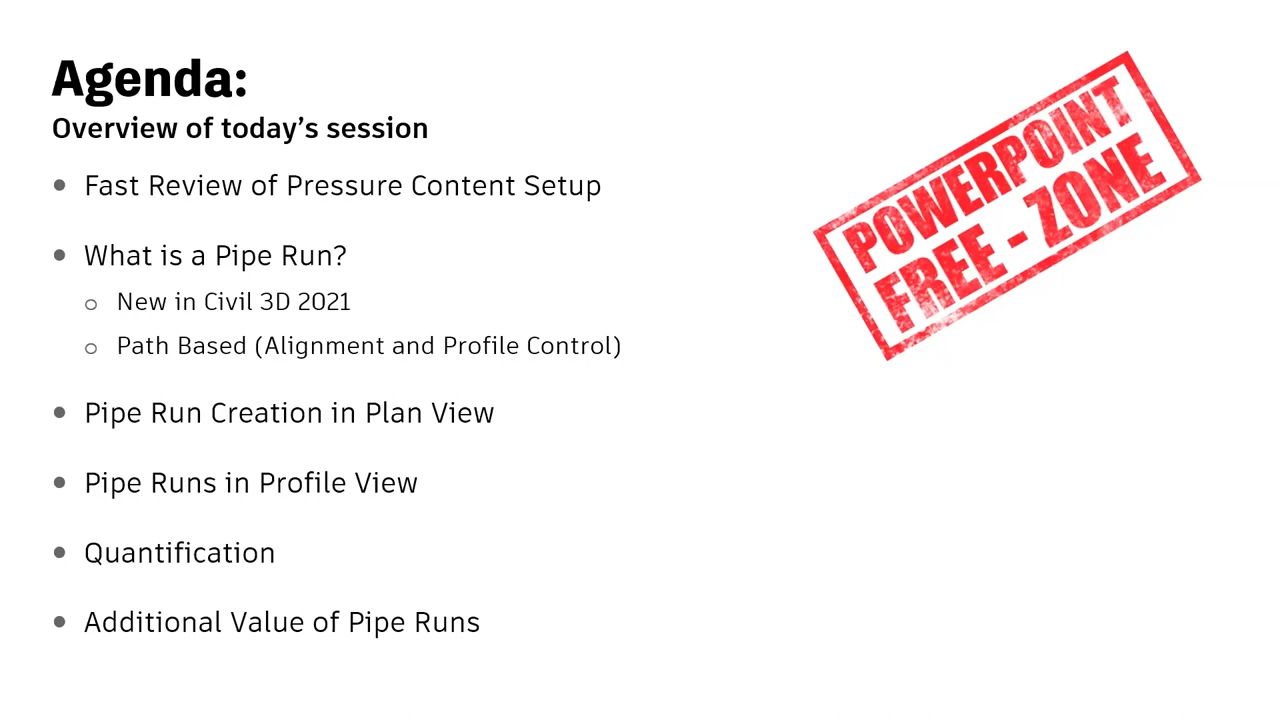 Agenda:
Overview of today's session
Fast Review of Pressure Content Setup
What is a Pipe Run?
New in Civil 3D 2021
Path Based (Alignment and Profile Control)
Pipe Run Creation in Plan View
Pipe Runs in Profile View
Quantification
Additional Value of Pipe Runs
POWERPOINT
FREE - ZONE